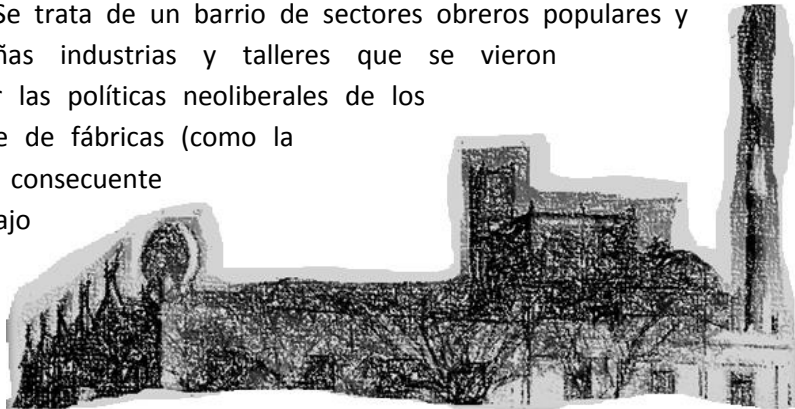 Se trata de un barrio de sectores obreros populares y
ñas industrias y talleres que se vieron
r las políticas neoliberales de los
e de fábricas (como la
consecuente
ajo